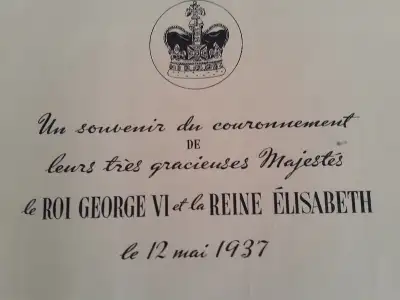 Un souvenir du couronnement
DE
leurs très gracieuses Majestés
le ROI GEORGE VI et la REINE ÉLISABETH
le 12 mai 1937